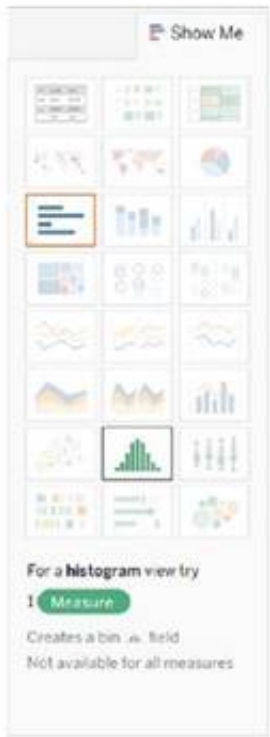 Show Me
For a histogram view try
1 Measure
Creates a bin field
Not available for all measures